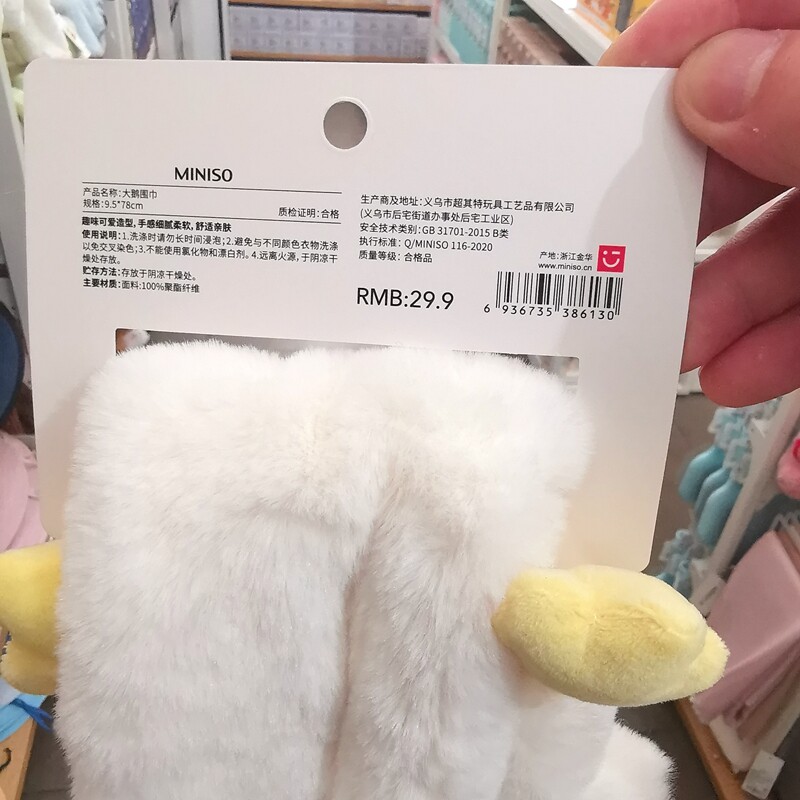 MINISO
产品名称:大鹅围巾
规格:9.5*78cm
质检证明:合格
趣味可爱造型, 手感细腻柔软, 舒适亲肤
使用说明:1.洗涤时请勿长时间浸泡;2.避免与不同颜色衣物洗涤
以免交叉染色;3.不能使用氯化物和漂白剂。4.远离火源,于阴凉干
燥处存放。
贮存方法:存放于阴凉干燥处。
主要材质:面料:100%聚酯纤维
生产商及地址:义乌市超其特玩具工艺品有限公司
(义乌市后宅街道办事处后宅工业区)
安全技术类别:GB 31701-2015 B类
执行标准: Q/MINISO 116-2020
质量等级: 合格品
产地:浙江金华
www.miniso.cn
RMB:29.9
6 936735 386130